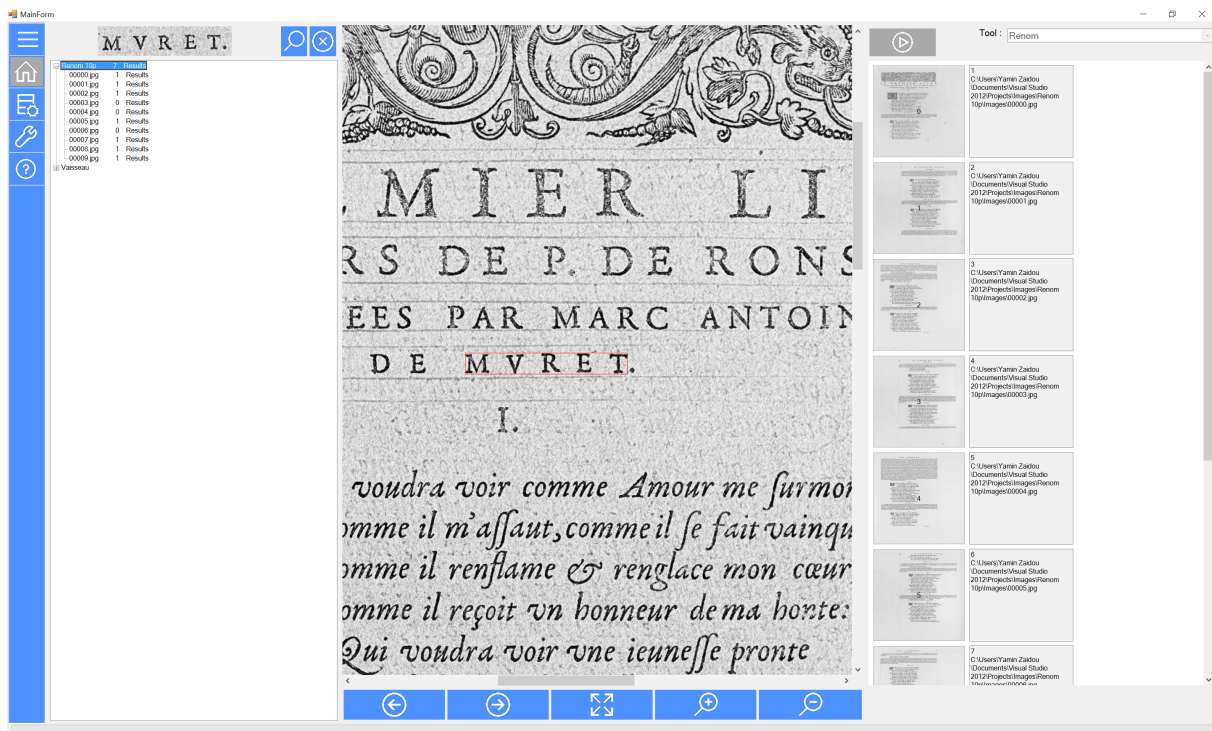 MainForm
M V R E T.
Renom 10p 7 Results
00000.jpg 1 Results
00001.jpg 1 Results
00002.jpg 1 Results
00003.jpg 0 Results
00004.jpg 0 Results
00005.jpg 1 Results
00006.jpg 0 Results
00007.jpg 1 Results
00008.jpg 1 Results
00009.jpg 1 Results
Vaisseau
MIER LI
RS DE P. DE RONS
EES PAR MARC ANTOIN
DE MVRET.
I.
voudra voir comme Amour me ſurmon
omme il m'aſſaut, comme il ſe fait vainqu
omme il renflame & renglace mon cœur
omme il reçoit vn honneur de ma honte:
Qui voudra voir vne ieuneſſe pronte
Tool : Renom
0
1
C:\Users\Yamin Zaidou
\Documents\Visual Studio
2012\Projects\Images\Renom
10p\Images\00000.jpg
1
2
C:\Users\Yamin Zaidou
\Documents\Visual Studio
2012\Projects\Images\Renom
10p\Images\00001.jpg
2
3
C:\Users\Yamin Zaidou
\Documents\Visual Studio
2012\Projects\Images\Renom
10p\Images\00002.jpg
3
4
C:\Users\Yamin Zaidou
\Documents\Visual Studio
2012\Projects\Images\Renom
10p\Images\00003.jpg
4
5
C:\Users\Yamin Zaidou
\Documents\Visual Studio
2012\Projects\Images\Renom
10p\Images\00004.jpg
5
6
C:\Users\Yamin Zaidou
\Documents\Visual Studio
2012\Projects\Images\Renom
10p\Images\00005.jpg
7
C:\Users\Yamin Zaidou
\Documents\Visual Studio
2012\Projects\Images\Renom